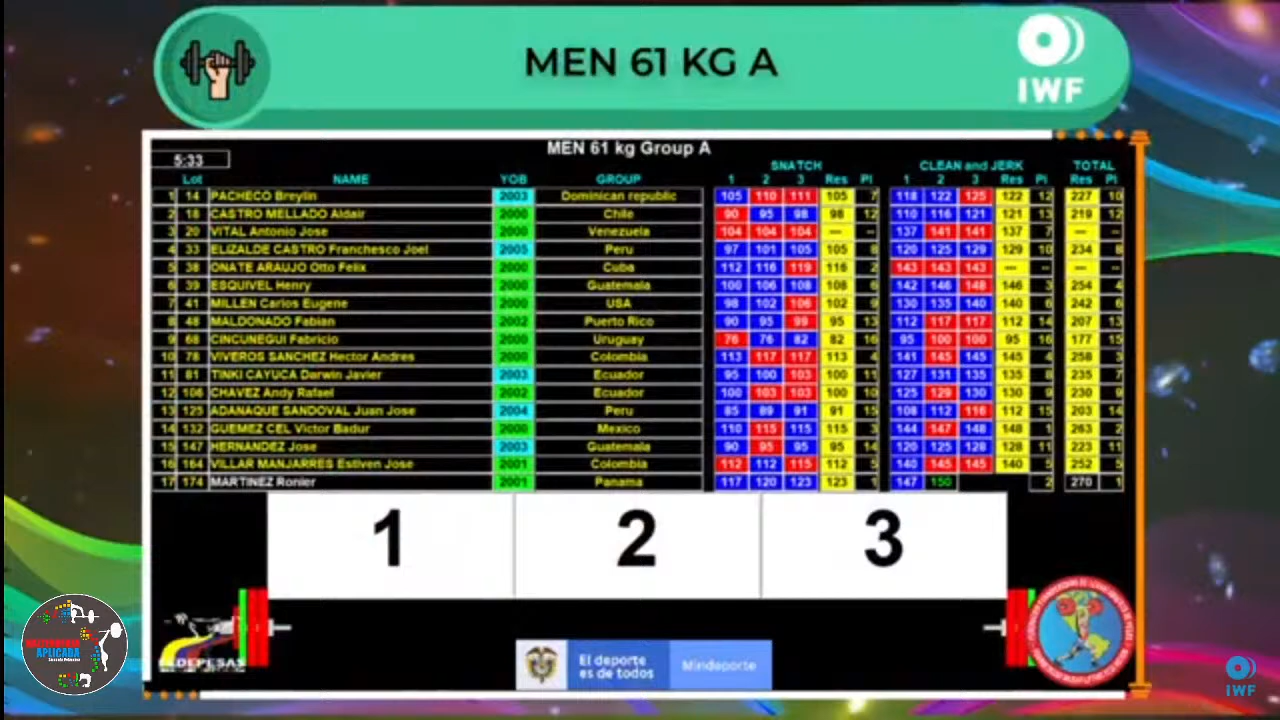 MEN 61 KG A
IWF
MEN 61 kg Group A
5:33
SNATCH CLEAN and JERK TOTAL
Lot NAME YOB GROUP 1 2 3 Res Pl 1 2 3 Res Pl Res Pl
1 14 PACHECO Breylin 2003 Dominican republic 105 110 111 105 7 118 122 125 122 12 227 10
2 18 CASTRO MELLADO Aldair 2000 Chile 90 95 98 98 12 110 116 121 121 13 219 12
3 20 VITAL Antonio Jose 2000 Venezuela 104 104 104 --- -- 137 141 141 137 7 --- --
4 33 ELIZALDE CASTRO Franchesco Joel 2005 Peru 97 101 105 105 8 120 125 129 129 10 234 8
5 38 ONATE ARAUJO Otto Felix 2000 Cuba 112 116 119 116 2 143 143 143 --- -- --- --
6 39 ESQUIVEL Henry 2000 Guatemala 100 106 108 108 6 142 146 148 146 3 254 4
7 41 MILLEN Carlos Eugene 2000 USA 98 102 106 102 9 130 135 140 140 6 242 6
8 48 MALDONADO Fabian 2002 Puerto Rico 90 95 99 95 13 112 117 117 112 14 207 13
9 68 CINCUNEGUI Fabricio 2000 Uruguay 76 76 82 82 16 95 100 100 95 16 177 15
10 78 VIVEROS SANCHEZ Hector Andres 2000 Colombia 113 117 117 113 4 141 145 145 145 4 258 3
11 81 TINKI CAYUCA Darwin Javier 2003 Ecuador 95 100 103 100 11 127 131 135 135 8 235 7
12 106 CHAVEZ Andy Rafael 2002 Ecuador 100 103 103 100 10 125 129 130 130 9 230 9
13 125 ADANAQUE SANDOVAL Juan Jose 2004 Peru 85 89 91 91 15 108 112 116 112 15 203 14
14 132 GUEMEZ CEL Victor Badur 2000 Mexico 110 115 115 115 3 144 147 148 148 1 263 2
15 147 HERNANDEZ Jose 2003 Guatemala 90 95 95 95 14 120 125 128 128 11 223 11
16 164 VILLAR MANJARRES Estiven Jose 2001 Colombia 112 112 115 112 5 140 145 145 140 5 252 5
17 174 MARTINEZ Ronier 2001 Panama 117 120 123 123 1 147 150 2 270 1
1 2 3
APLICADA
El deporte
es de todos
Mindeporte
IWF